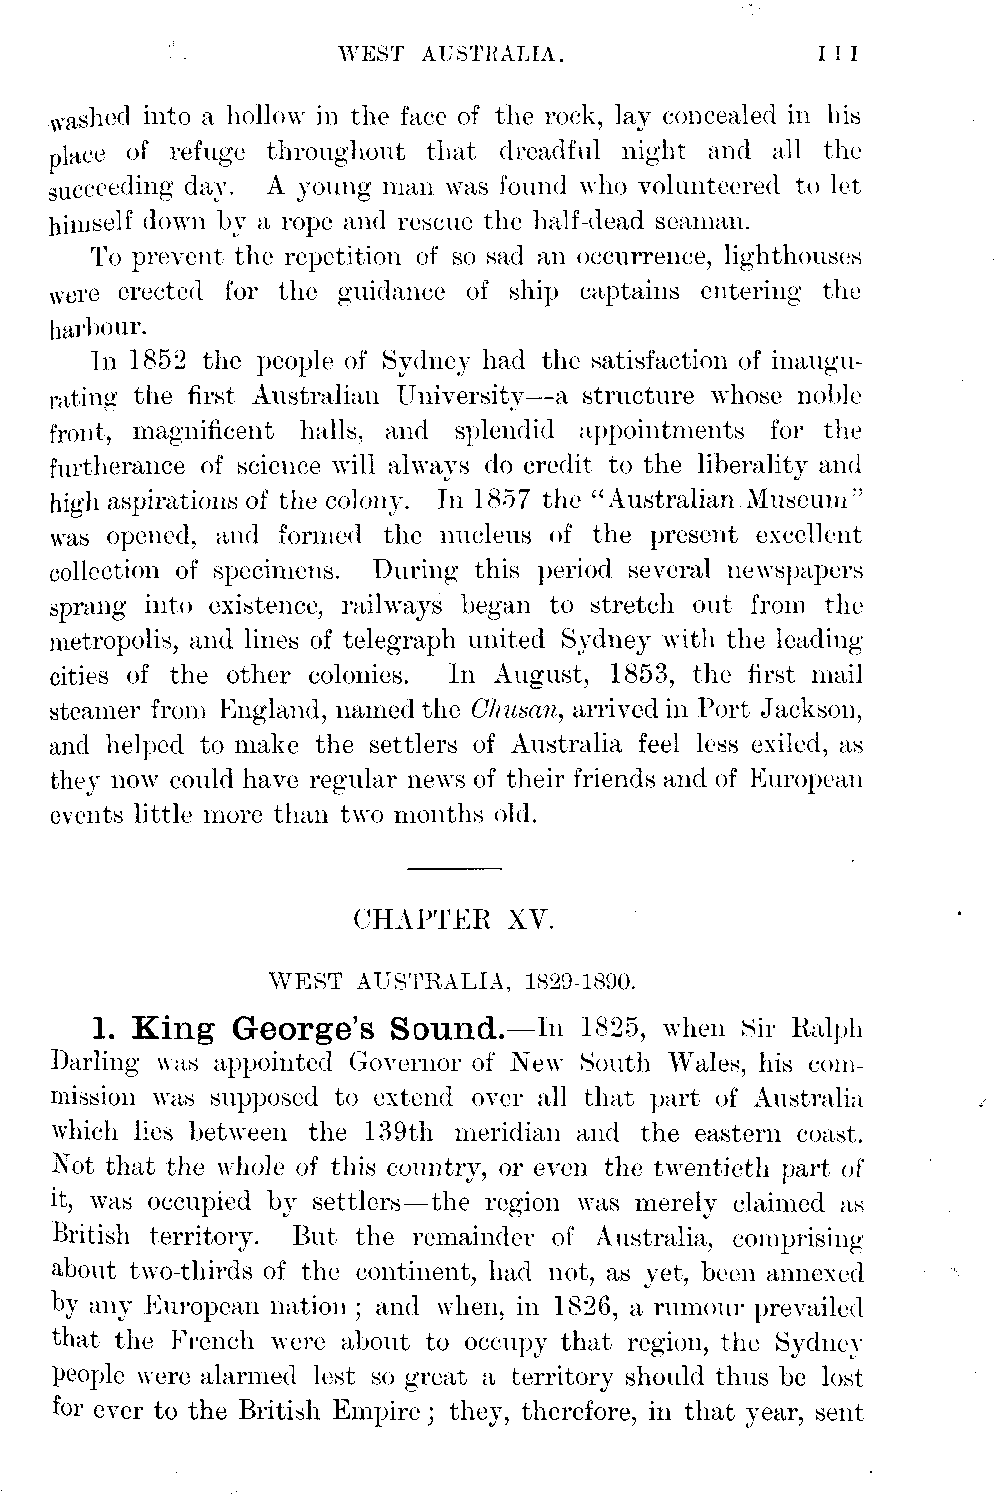 WEST AUSTRALIA. 111
washed into a hollow in the face of the rock, lay concealed in his
place of refuge throughout that dreadful night and all the
succeeding day. A young man was found who volunteered to let
himself down by a rope and rescue the half-dead seaman.
To prevent the repetition of so sad an occurrence, lighthouses
were erected for the guidance of ship captains entering the
harbour.
In 1852 the people of Sydney had the satisfaction of inaugu-
rating the first Australian University—a structure whose noble
front, magnificent halls, and splendid appointments for the
furtherance of science will always do credit to the liberality and
high aspirations of the colony. In 1857 the “Australian Museum”
was opened, and formed the nucleus of the present excellent
collection of specimens. During this period several newspapers
sprang into existence, railways began to stretch out from the
metropolis, and lines of telegraph united Sydney with the leading
cities of the other colonies. In August, 1853, the first mail
steamer from England, named the Chusan, arrived in Port Jackson,
and helped to make the settlers of Australia feel less exiled, as
they now could have regular news of their friends and of European
events little more than two months old.
CHAPTER XV.
WEST AUSTRALIA, 1829-1890.
1. King George’s Sound.—In 1825, when Sir Ralph
Darling was appointed Governor of New South Wales, his com-
mission was supposed to extend over all that part of Australia
which lies between the 139th meridian and the eastern coast.
Not that the whole of this country, or even the twentieth part of
it, was occupied by settlers—the region was merely claimed as
British territory. But the remainder of Australia, comprising
about two-thirds of the continent, had not, as yet, been annexed
by any European nation ; and when, in 1826, a rumour prevailed
that the French were about to occupy that region, the Sydney
people were alarmed lest so great a territory should thus be lost
for ever to the British Empire ; they, therefore, in that year, sent